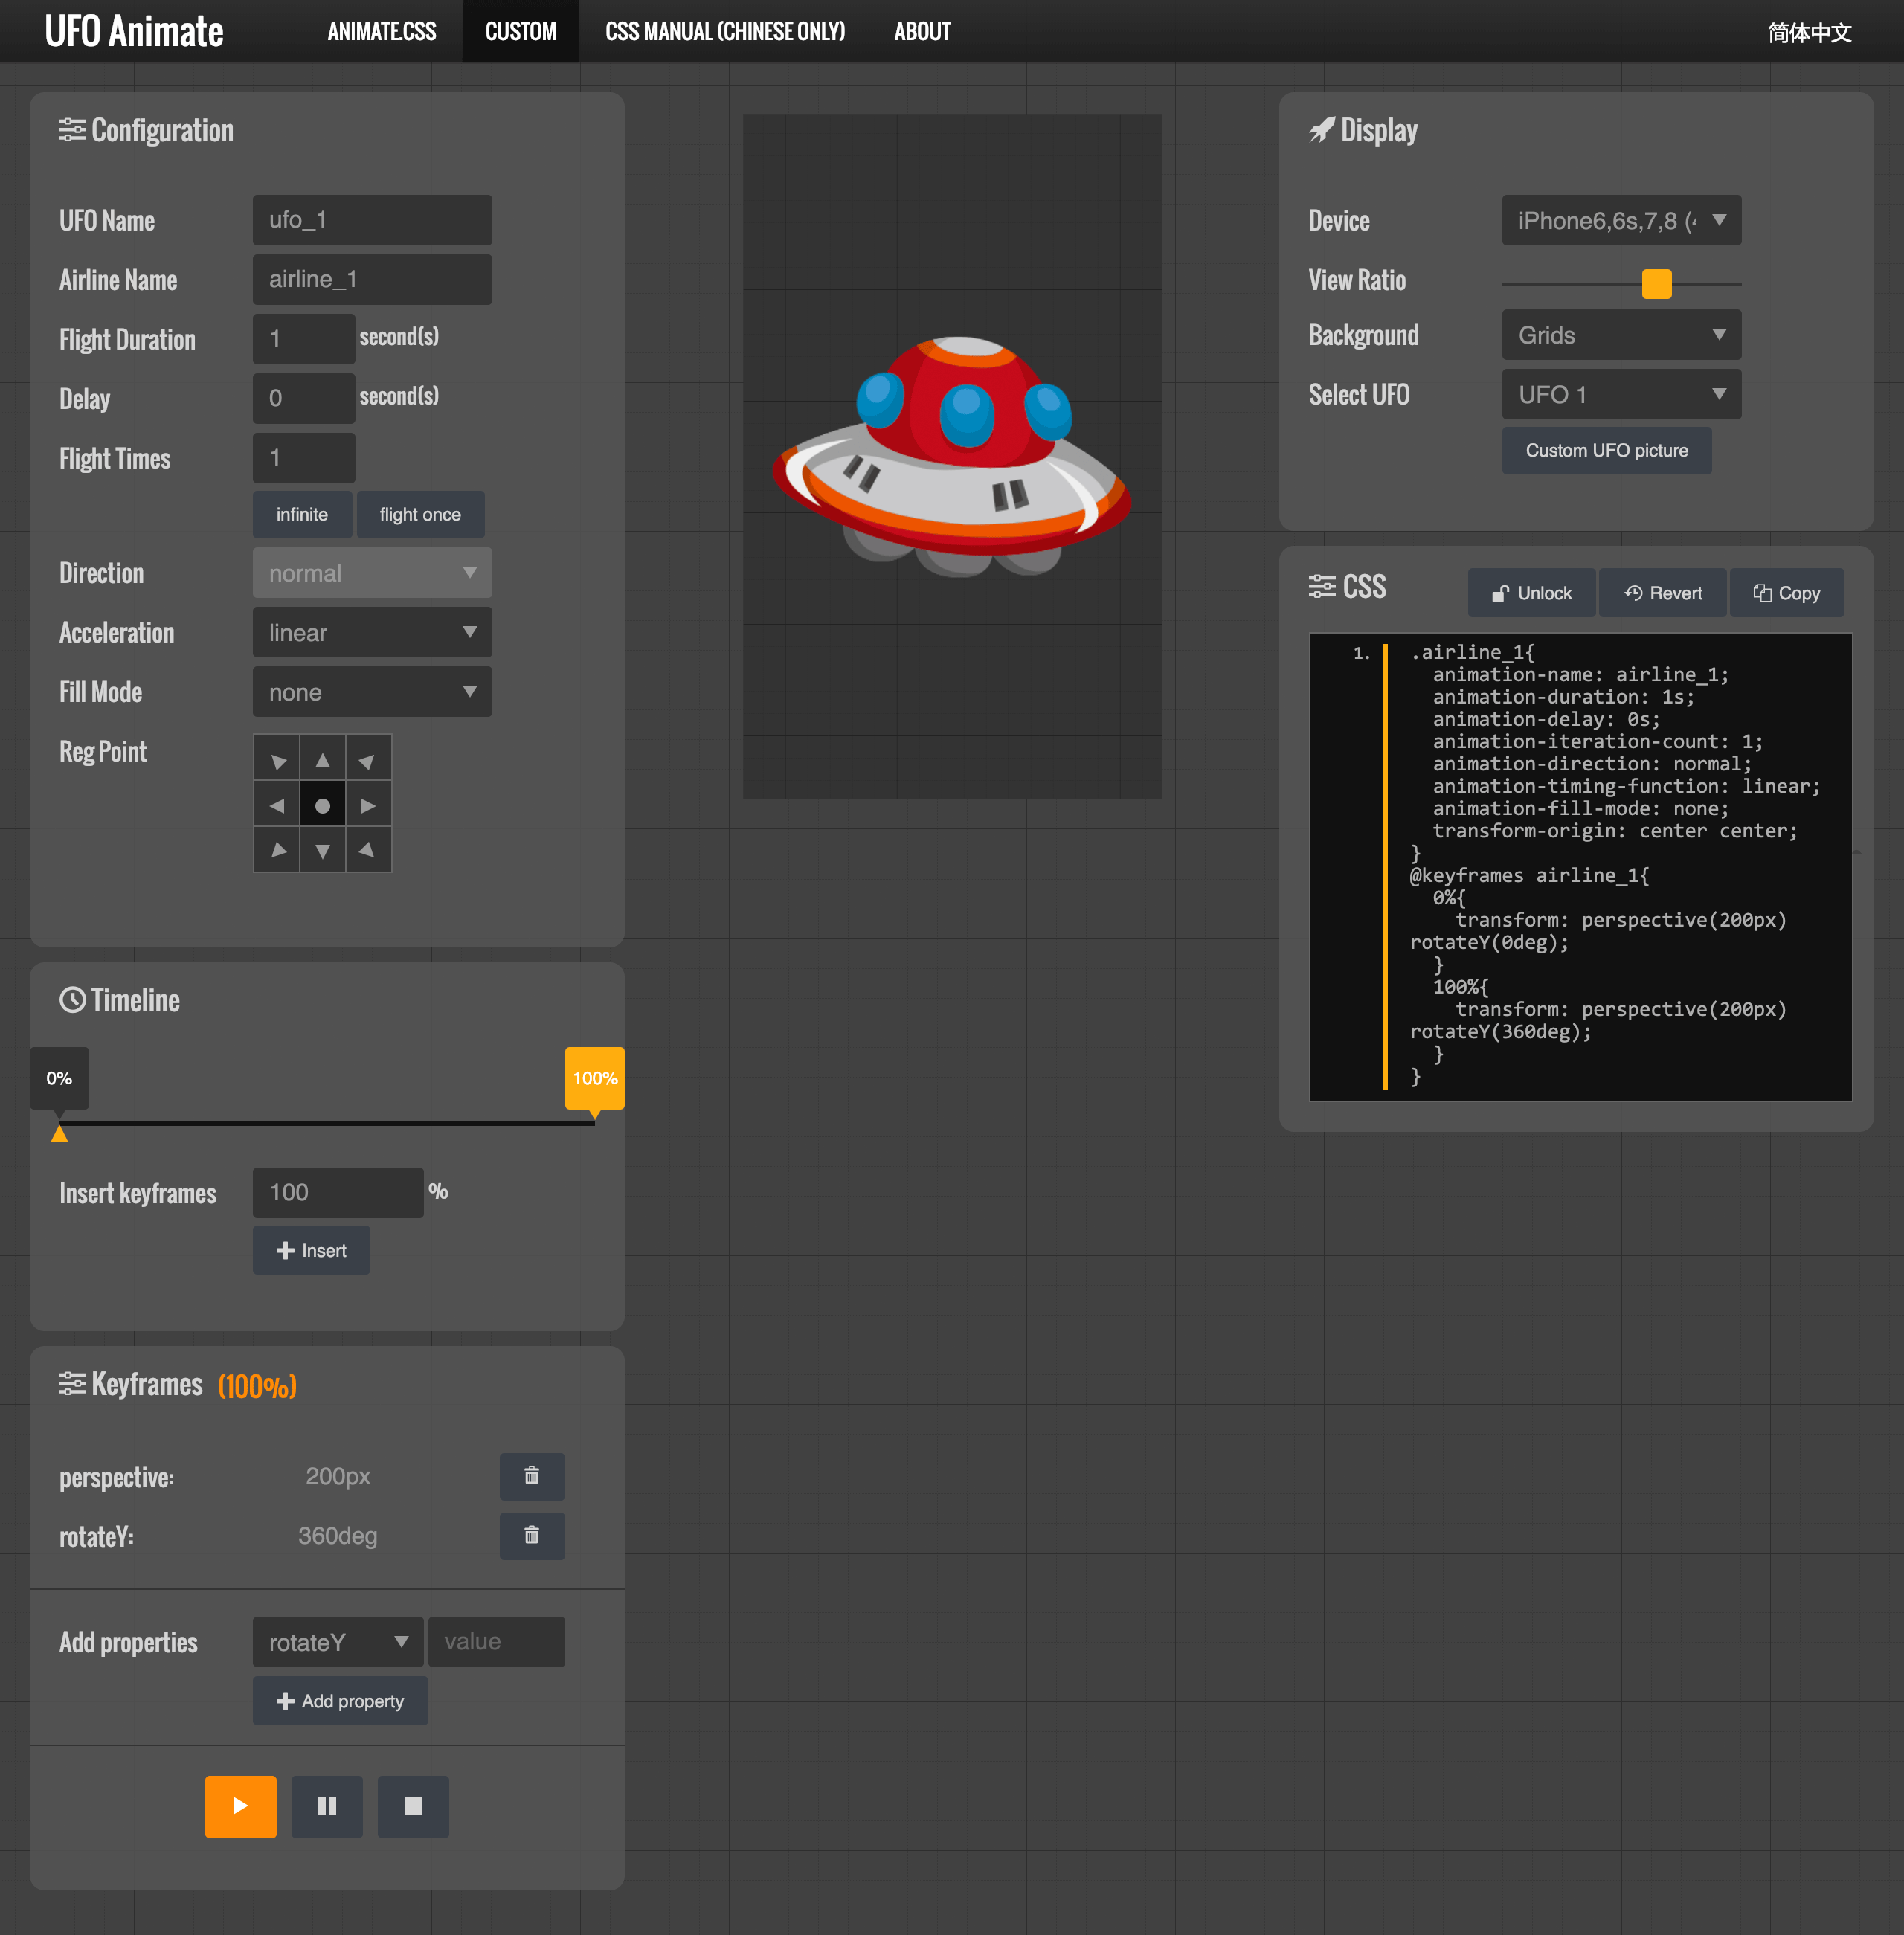 UFO Animate
ANIMATE.CSS
CUSTOM
CSS MANUAL (CHINESE ONLY)
ABOUT
简体中文
Configuration
UFO Name
ufo_1
Airline Name
airline_1
Flight Duration
1
second(s)
Delay
0
second(s)
Flight Times
1
infinite
flight once
Direction
normal
Acceleration
linear
Fill Mode
none
Reg Point
Timeline
0%
100%
Insert keyframes
100
%
Insert
Keyframes (100%)
perspective:
200px
rotateY:
360deg
Add properties
rotateY
value
Add property
Display
Device
iPhone6,6s,7,8 (
View Ratio
Background
Grids
Select UFO
UFO 1
Custom UFO picture
CSS
Unlock
Revert
Copy
1.
.airline_1{
animation-name: airline_1;
animation-duration: 1s;
animation-delay: 0s;
animation-iteration-count: 1;
animation-direction: normal;
animation-timing-function: linear;
animation-fill-mode: none;
transform-origin: center center;
}
@keyframes airline_1{
0%{
transform: perspective(200px)
rotateY(0deg);
}
100%{
transform: perspective(200px)
rotateY(360deg);
}
}